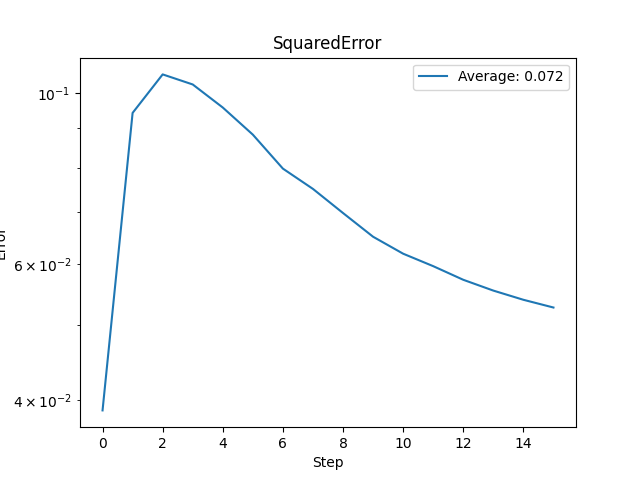 SquaredError
Average: 0.072
10⁻¹
6 × 10⁻²
4 × 10⁻²
Error
0 2 4 6 8 10 12 14
Step